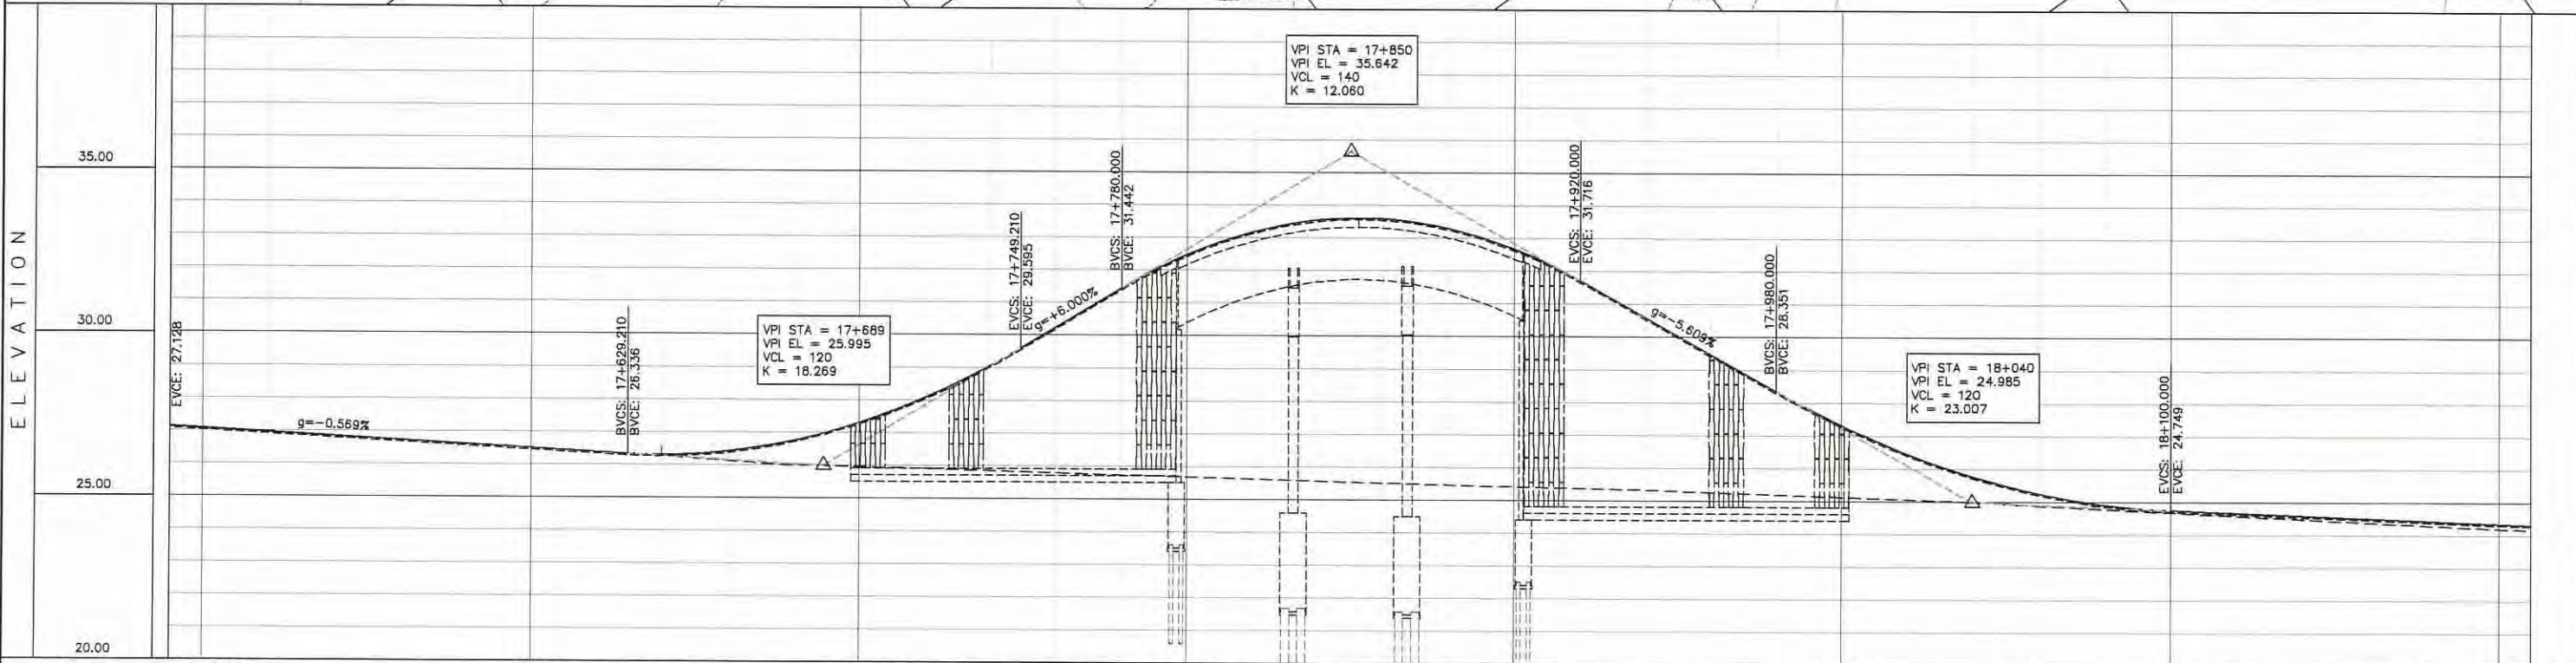 ELEVATION
35.00
30.00
25.00
20.00
EVCE: 27.128
g=-0.569%
BVCS: 17+629.210
BVCE: 26.336
VPI STA = 17+689
VPI EL = 25.995
VCL = 120
K = 18.269
EVCS: 17+749.210
EVCE: 29.595
g=+6.000%
BVCS: 17+780.000
BVCE: 31.442
VPI STA = 17+850
VPI EL = 35.642
VCL = 140
K = 12.060
EVCS: 17+920.000
EVCE: 31.716
g=-5.609%
BVCS: 17+980.000
BVCE: 28.351
VPI STA = 18+040
VPI EL = 24.985
VCL = 120
K = 23.007
EVCS: 18+100.000
EVCE: 24.749